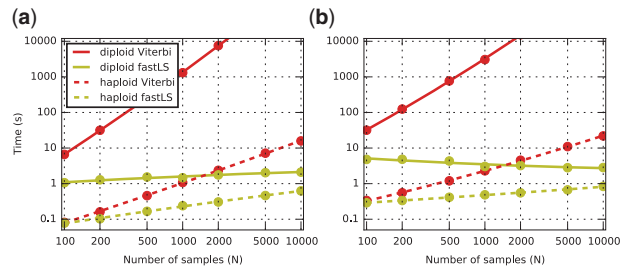 (a)
(b)
Time (s)
10000
1000
100
10
1
0.1
diploid Viterbi
diploid fastLS
haploid Viterbi
haploid fastLS
100 200 500 1000 2000 5000 10000
Number of samples (N)
10000
1000
100
10
1
0.1
100 200 500 1000 2000 5000 10000
Number of samples (N)